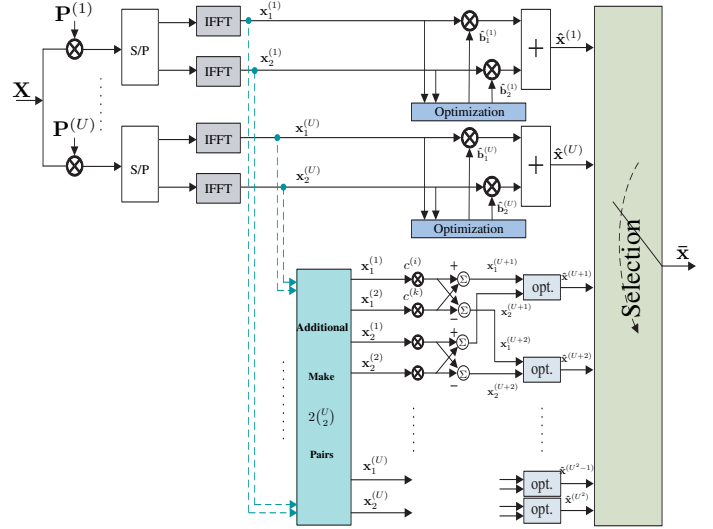 P^(1)
X
P^(U)
S/P
IFFT
IFFT
x_1^(1)
x_2^(1)
b̂_1^(1)
b̂_2^(1)
Optimization
+
x̂^(1)
S/P
IFFT
IFFT
x_1^(U)
x_2^(U)
b̂_1^(U)
b̂_2^(U)
Optimization
+
x̂^(U)
Selection
x̄
Additional
Make
2(U 2)
Pairs
x_1^(1)
x_1^(2)
x_2^(1)
x_2^(2)
x_1^(U)
x_2^(U)
c^(i)
c^(k)
+
Σ
−
Σ
+
Σ
−
Σ
x_1^(U+1)
x_2^(U+1)
x_1^(U+2)
x_2^(U+2)
opt.
x̂^(U+1)
opt.
x̂^(U+2)
opt.
x̂^(U²−1)
opt.
x̂^(U²)